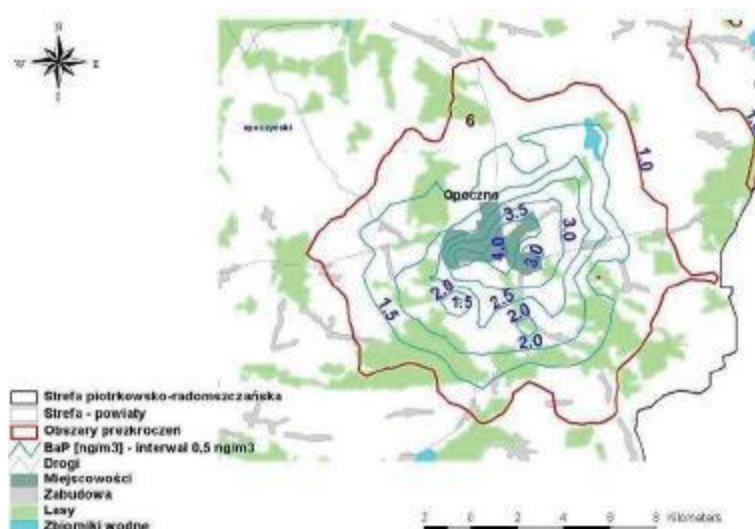 N
W E
opoczyński
6
1.0
Opoczno
3.5
3.0
4.0
3.0
2.0
1.5
2.5
2.0
1.5
2.0
Strefa piotrkowsko-radomszczańska
Strefa - powiaty
Obszary przekroczeń
BaP [ng/m3] - interwał 0,5 ng/m3
Drogi
Miejscowości
Zabudowa
Lasy
Zbiorniki wodne
2 0 2 4 6 8 Kilometers